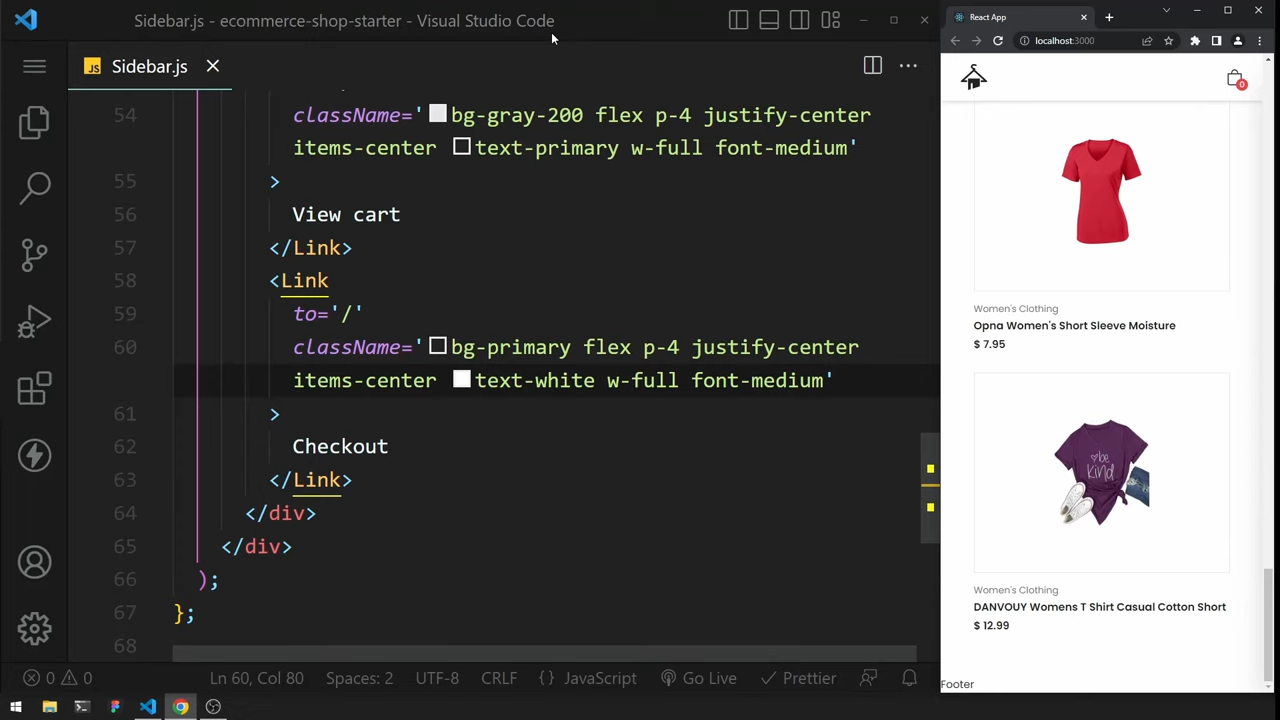 Sidebar.js - ecommerce-shop-starter - Visual Studio Code
JS Sidebar.js
54 className='bg-gray-200 flex p-4 justify-center
items-center text-primary w-full font-medium'
55 >
56 View cart
57 </Link>
58 <Link
59 to='/'
60 className='bg-primary flex p-4 justify-center
items-center text-white w-full font-medium'
61 >
62 Checkout
63 </Link>
64 </div>
65 </div>
66 );
67 };
68
0 0
Ln 60, Col 80
Spaces: 2
UTF-8
CRLF
{} JavaScript
Go Live
Prettier
React App
localhost:3000
0
Women's Clothing
Opna Women's Short Sleeve Moisture
$ 7.95
be
kind
Women's Clothing
DANVOUY Womens T Shirt Casual Cotton Short
$ 12.99
Footer